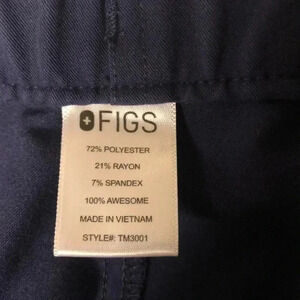 FIGS
72% POLYESTER
21% RAYON
7% SPANDEX
100% AWESOME
MADE IN VIETNAM
STYLE#: TM3001